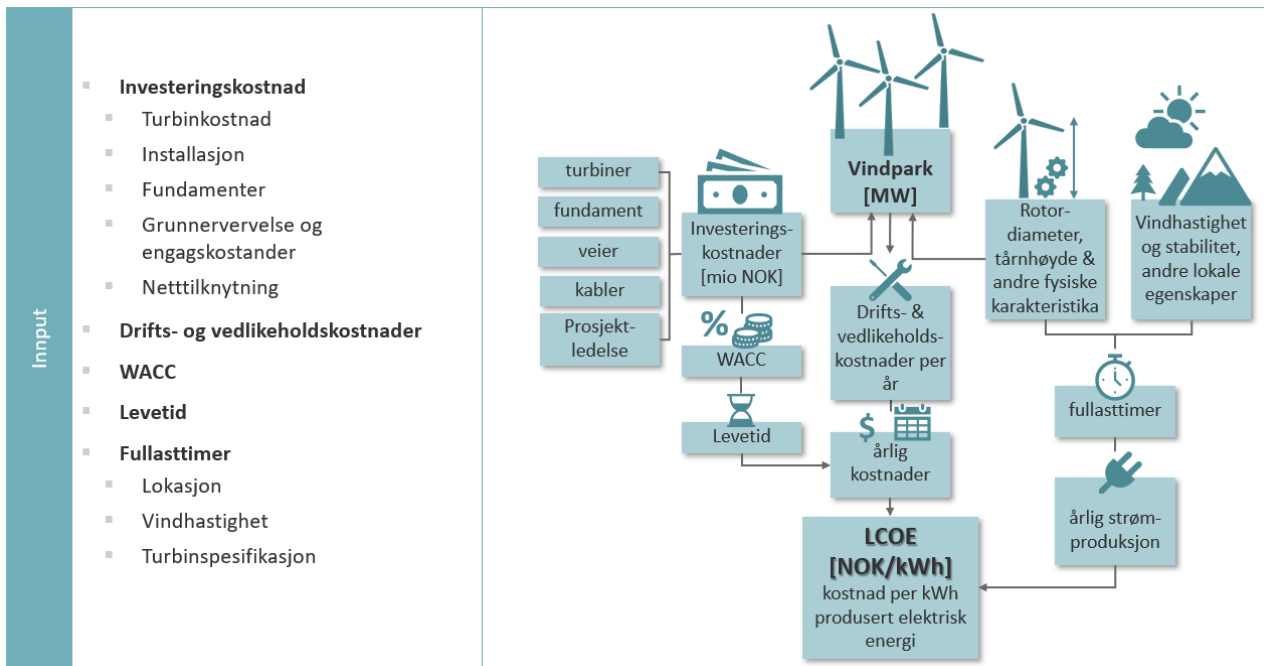 Innput
Investeringskostnad
Turbinkostnad
Installasjon
Fundamenter
Grunnervervelse og
engagskostander
Netttilknytning
Drifts- og vedlikeholdskostnader
WACC
Levetid
Fullasttimer
Lokasjon
Vindhastighet
Turbinspesifikasjon
turbiner
fundament
veier
kabler
Prosjekt-
ledelse
Investerings-
kostnader
[mio NOK]
%
WACC
Levetid
Vindpark
[MW]
Drifts- &
vedlikeholds-
kostnader per
år
$
årlig
kostnader
LCOE
[NOK/kWh]
kostnad per kWh
produsert elektrisk
energi
Rotor-
diameter,
tårnhøyde &
andre fysiske
karakteristika
Vindhastighet
og stabilitet,
andre lokale
egenskaper
fullasttimer
årlig strøm-
produksjon